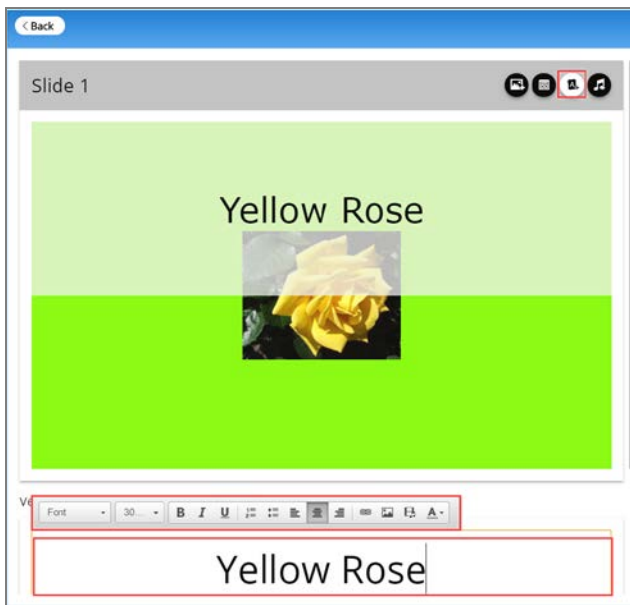 < Back
Slide 1
Yellow Rose
Font 30... B I U A
Yellow Rose